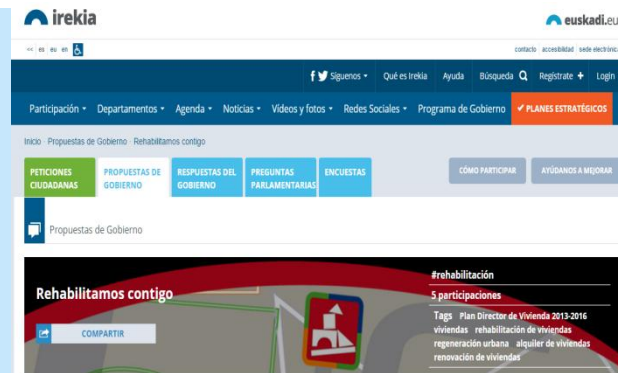 irekia
euskadi.eu
es eu en
contacto accesibilidad sede electrónica
Síguenos Qué es Irekia Ayuda Búsqueda Regístrate Login
Participación Departamentos Agenda Noticias Vídeos y fotos Redes Sociales Programa de Gobierno PLANES ESTRATÉGICOS
Inicio Propuestas de Gobierno Rehabilitamos contigo
PETICIONES
CIUDADANAS
PROPUESTAS DE
GOBIERNO
RESPUESTAS DEL
GOBIERNO
PREGUNTAS
PARLAMENTARIAS
ENCUESTAS
CÓMO PARTICIPAR
AYÚDANOS A MEJORAR
Propuestas de Gobierno
Rehabilitamos contigo
COMPARTIR
#rehabilitación
5 participaciones
Tags Plan Director de Vivienda 2013-2016
viviendas rehabilitación de viviendas
regeneración urbana alquiler de viviendas
renovación de viviendas